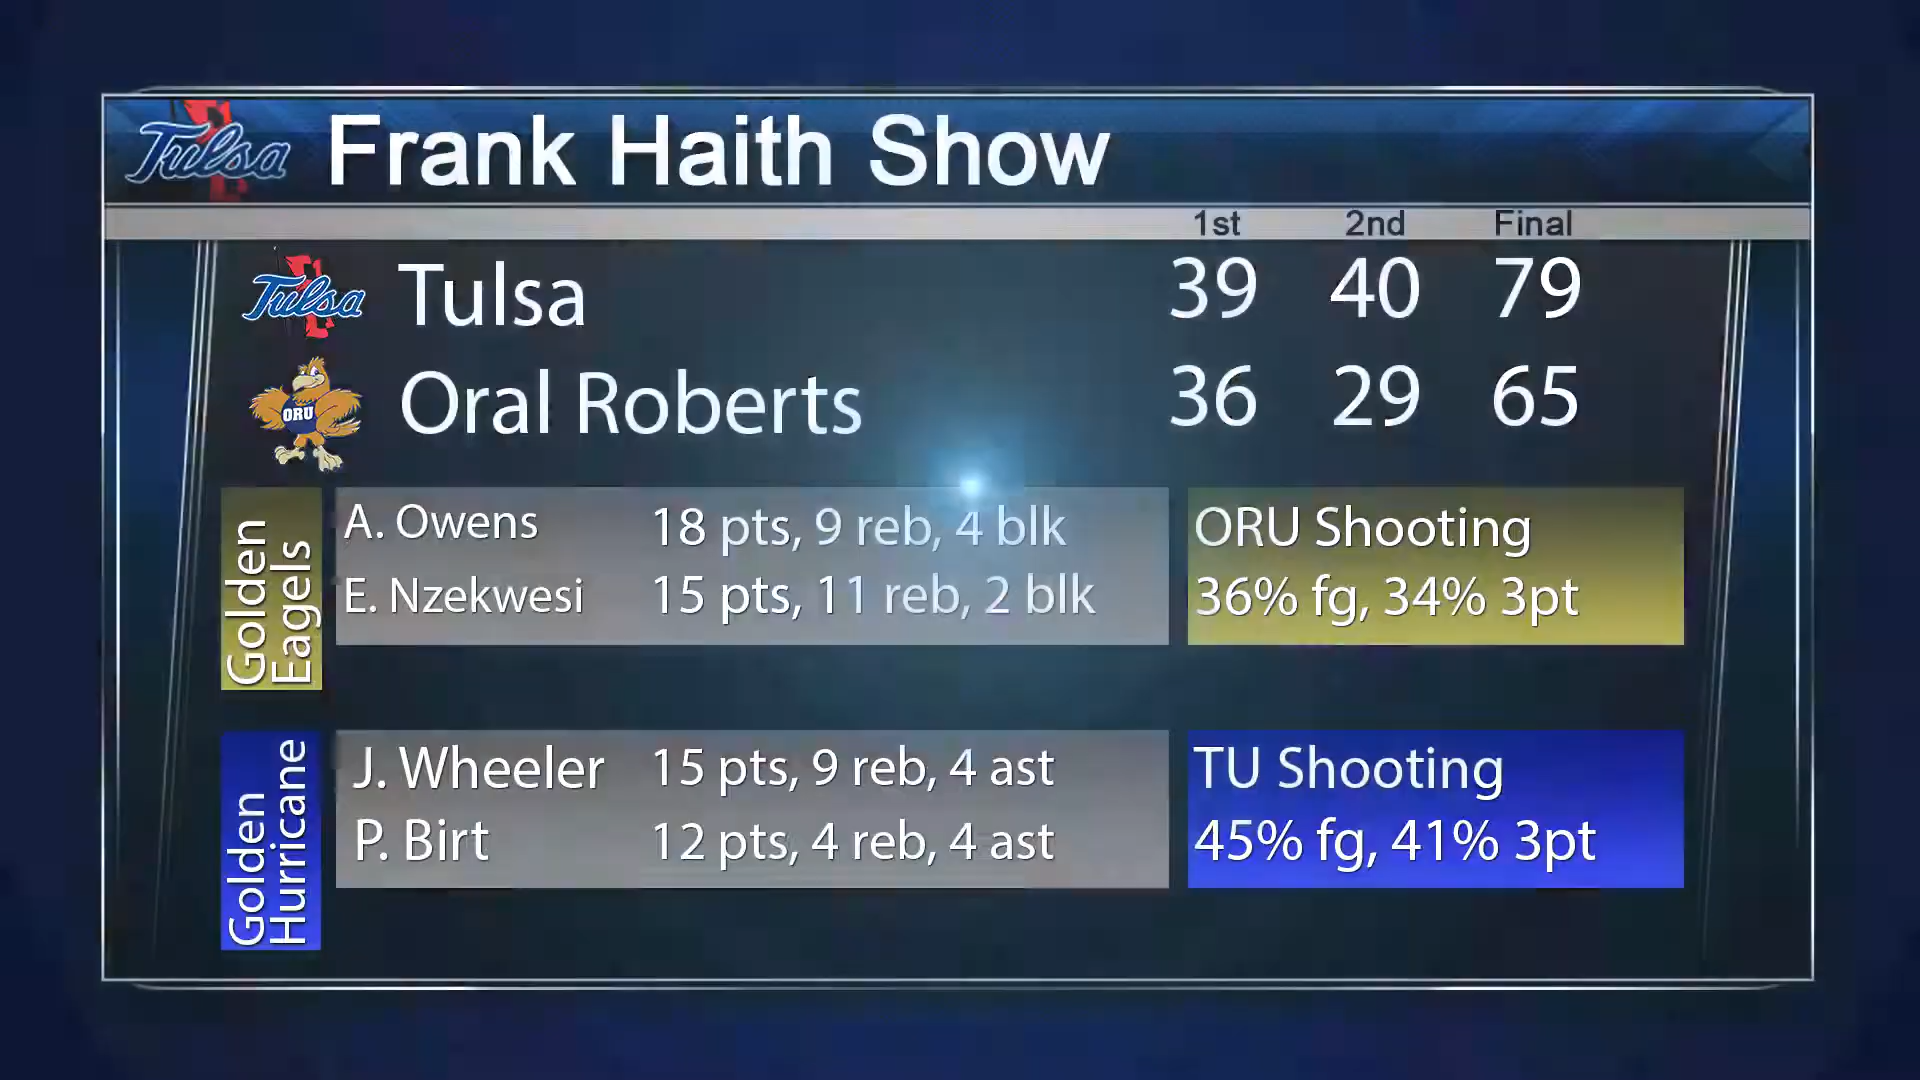 Tulsa Frank Haith Show
1st 2nd Final
Tulsa Tulsa 39 40 79
ORU Oral Roberts 36 29 65
Golden
Eagels
A. Owens 18 pts, 9 reb, 4 blk
E. Nzekwesi 15 pts, 11 reb, 2 blk
ORU Shooting
36% fg, 34% 3pt
Golden
Hurricane
J. Wheeler 15 pts, 9 reb, 4 ast
P. Birt 12 pts, 4 reb, 4 ast
TU Shooting
45% fg, 41% 3pt